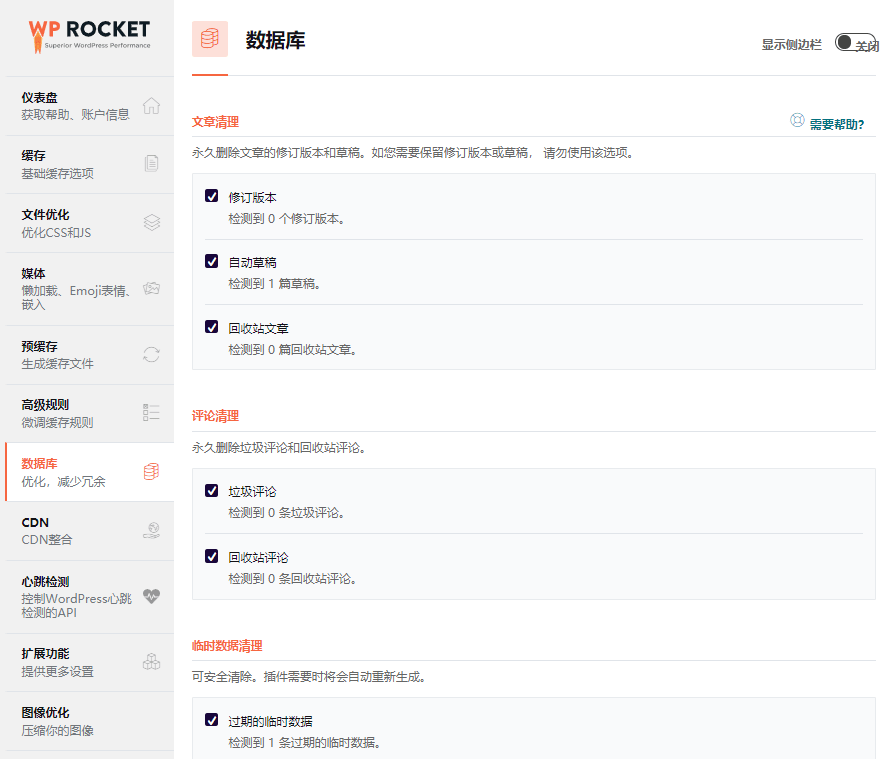 WP ROCKET
Superior WordPress Performance
仪表盘
获取帮助、账户信息
缓存
基础缓存选项
文件优化
优化CSS和JS
媒体
懒加载、Emoji表情、
嵌入
预缓存
生成缓存文件
高级规则
微调缓存规则
数据库
优化，减少冗余
CDN
CDN整合
心跳检测
控制WordPress心跳
检测的API
扩展功能
提供更多设置
图像优化
压缩你的图像
数据库
显示侧边栏 关闭
文章清理
需要帮助?
永久删除文章的修订版本和草稿。如您需要保留修订版本或草稿， 请勿使用该选项。
修订版本
检测到 0 个修订版本。
自动草稿
检测到 1 篇草稿。
回收站文章
检测到 0 篇回收站文章。
评论清理
永久删除垃圾评论和回收站评论。
垃圾评论
检测到 0 条垃圾评论。
回收站评论
检测到 0 条回收站评论。
临时数据清理
可安全清除。插件需要时将会自动重新生成。
过期的临时数据
检测到 1 条过期的临时数据。